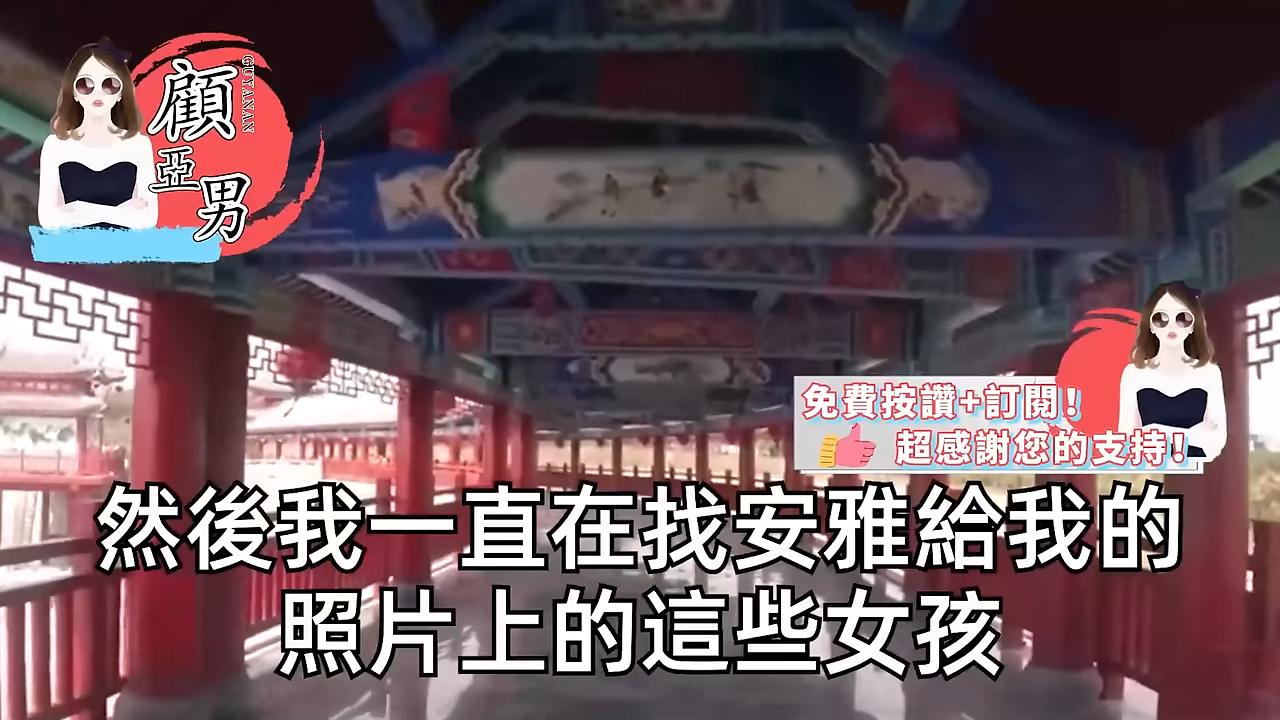 顧亞男
GUYANAN
免費按讚+訂閱!
超感謝您的支持!
然後我一直在找安雅給我的
照片上的這些女孩